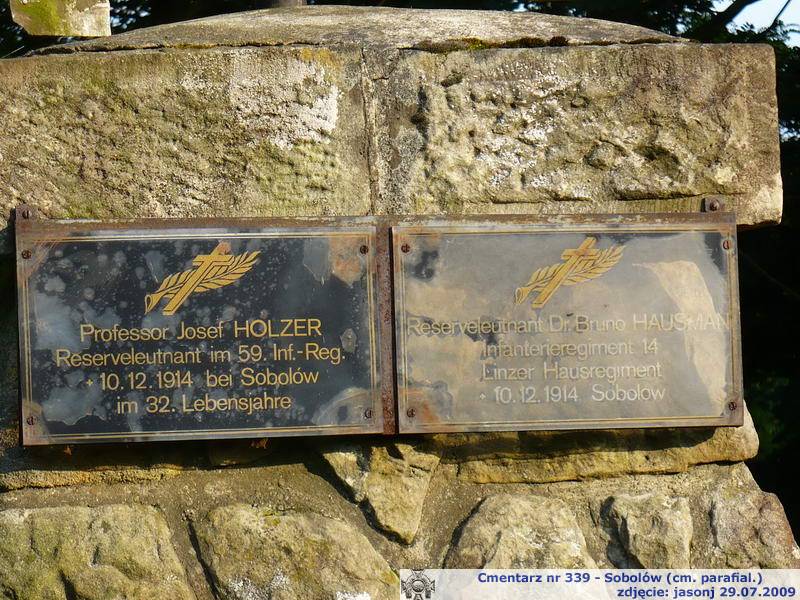 Professor Josef HOLZER
Reserveleutnant im 59. Inf.-Reg.
+ 10.12.1914 bei Sobolów
im 32. Lebensjahre
Reserveleutnant Dr. Bruno HAUSMAN
Infanterieregiment 14
Linzer Hausregiment
+ 10.12.1914 Sobolow
Cmentarz nr 339 - Sobolów (cm. parafial.)
zdjęcie: jasonj 29.07.2009